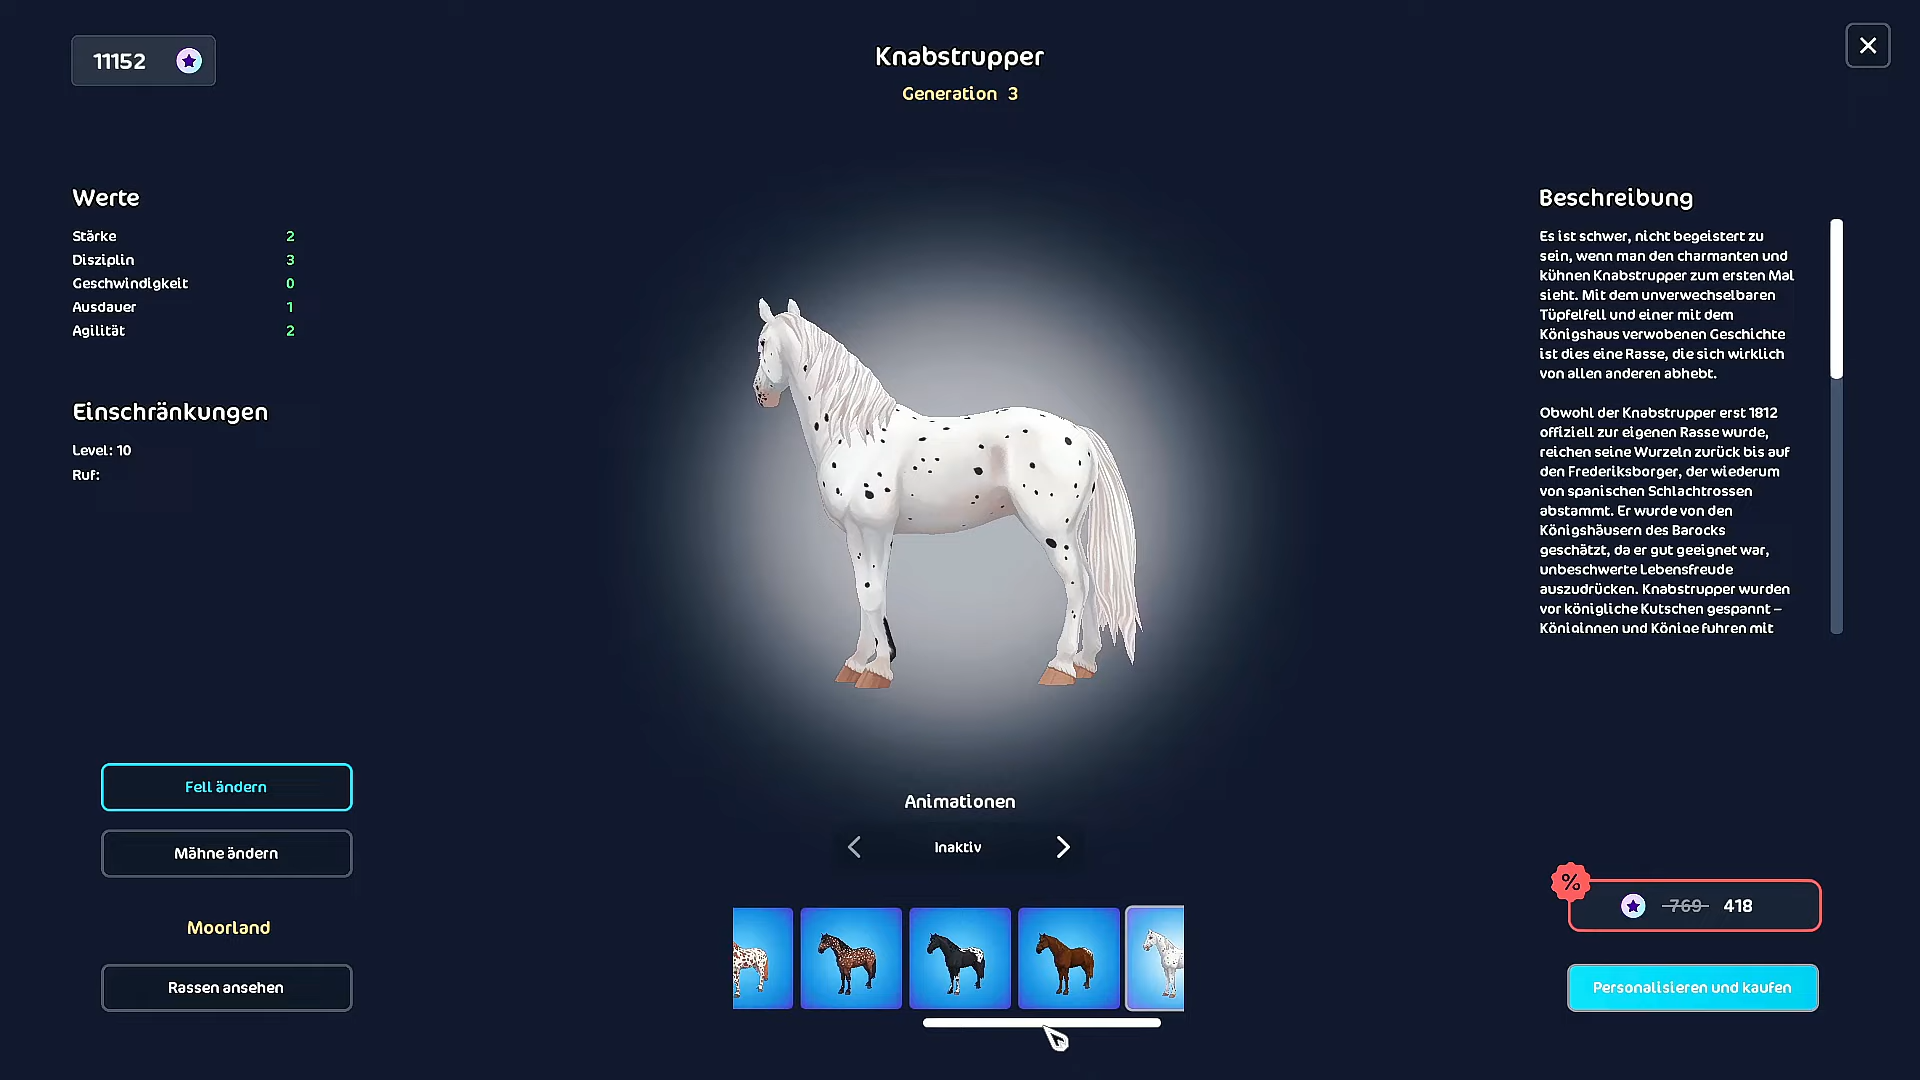 11152
Knabstrupper
Generation 3
Werte
Stärke 2
Disziplin 3
Geschwindigkeit 0
Ausdauer 1
Agilität 2
Einschränkungen
Level: 10
Ruf:
Beschreibung
Es ist schwer, nicht begeistert zu
sein, wenn man den charmanten und
kühnen Knabstrupper zum ersten Mal
sieht. Mit dem unverwechselbaren
Tüpfelfell und einer mit dem
Königshaus verwobenen Geschichte
ist dies eine Rasse, die sich wirklich
von allen anderen abhebt.
Obwohl der Knabstrupper erst 1812
offiziell zur eigenen Rasse wurde,
reichen seine Wurzeln zurück bis auf
den Frederiksborger, der wiederum
von spanischen Schlachtrossen
abstammt. Er wurde von den
Königshäusern des Barocks
geschätzt, da er gut geeignet war,
unbeschwerte Lebensfreude
auszudrücken. Knabstrupper wurden
vor königliche Kutschen gespannt –
Königinnen und Könige fuhren mit
Fell ändern
Mähne ändern
Moorland
Rassen ansehen
Animationen
Inaktiv
%
769 418
Personalisieren und kaufen